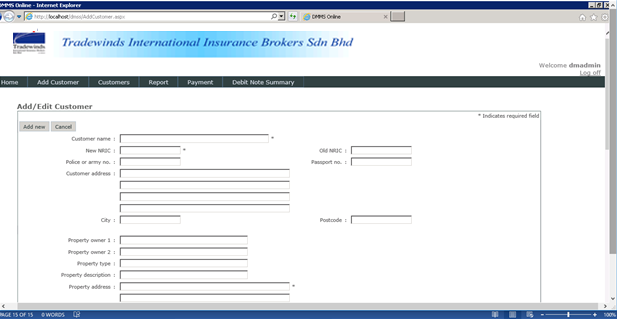 DMMS Online - Internet Explorer
http://localhost/dmos/AddCustomer.aspx
DMMS Online
Tradewinds
Tradewinds International Insurance Brokers Sdn Bhd
Welcome dmadmin
Log off
Home Add Customer Customers Report Payment Debit Note Summary
Add/Edit Customer
* Indicates required field
Add new Cancel
Customer name : *
New NRIC : * Old NRIC :
Police or army no. : Passport no. :
Customer address :
City : Postcode :
Property owner 1 :
Property owner 2 :
Property type :
Property description :
Property address : *
PAGE 15 OF 15 0 WORDS 100%